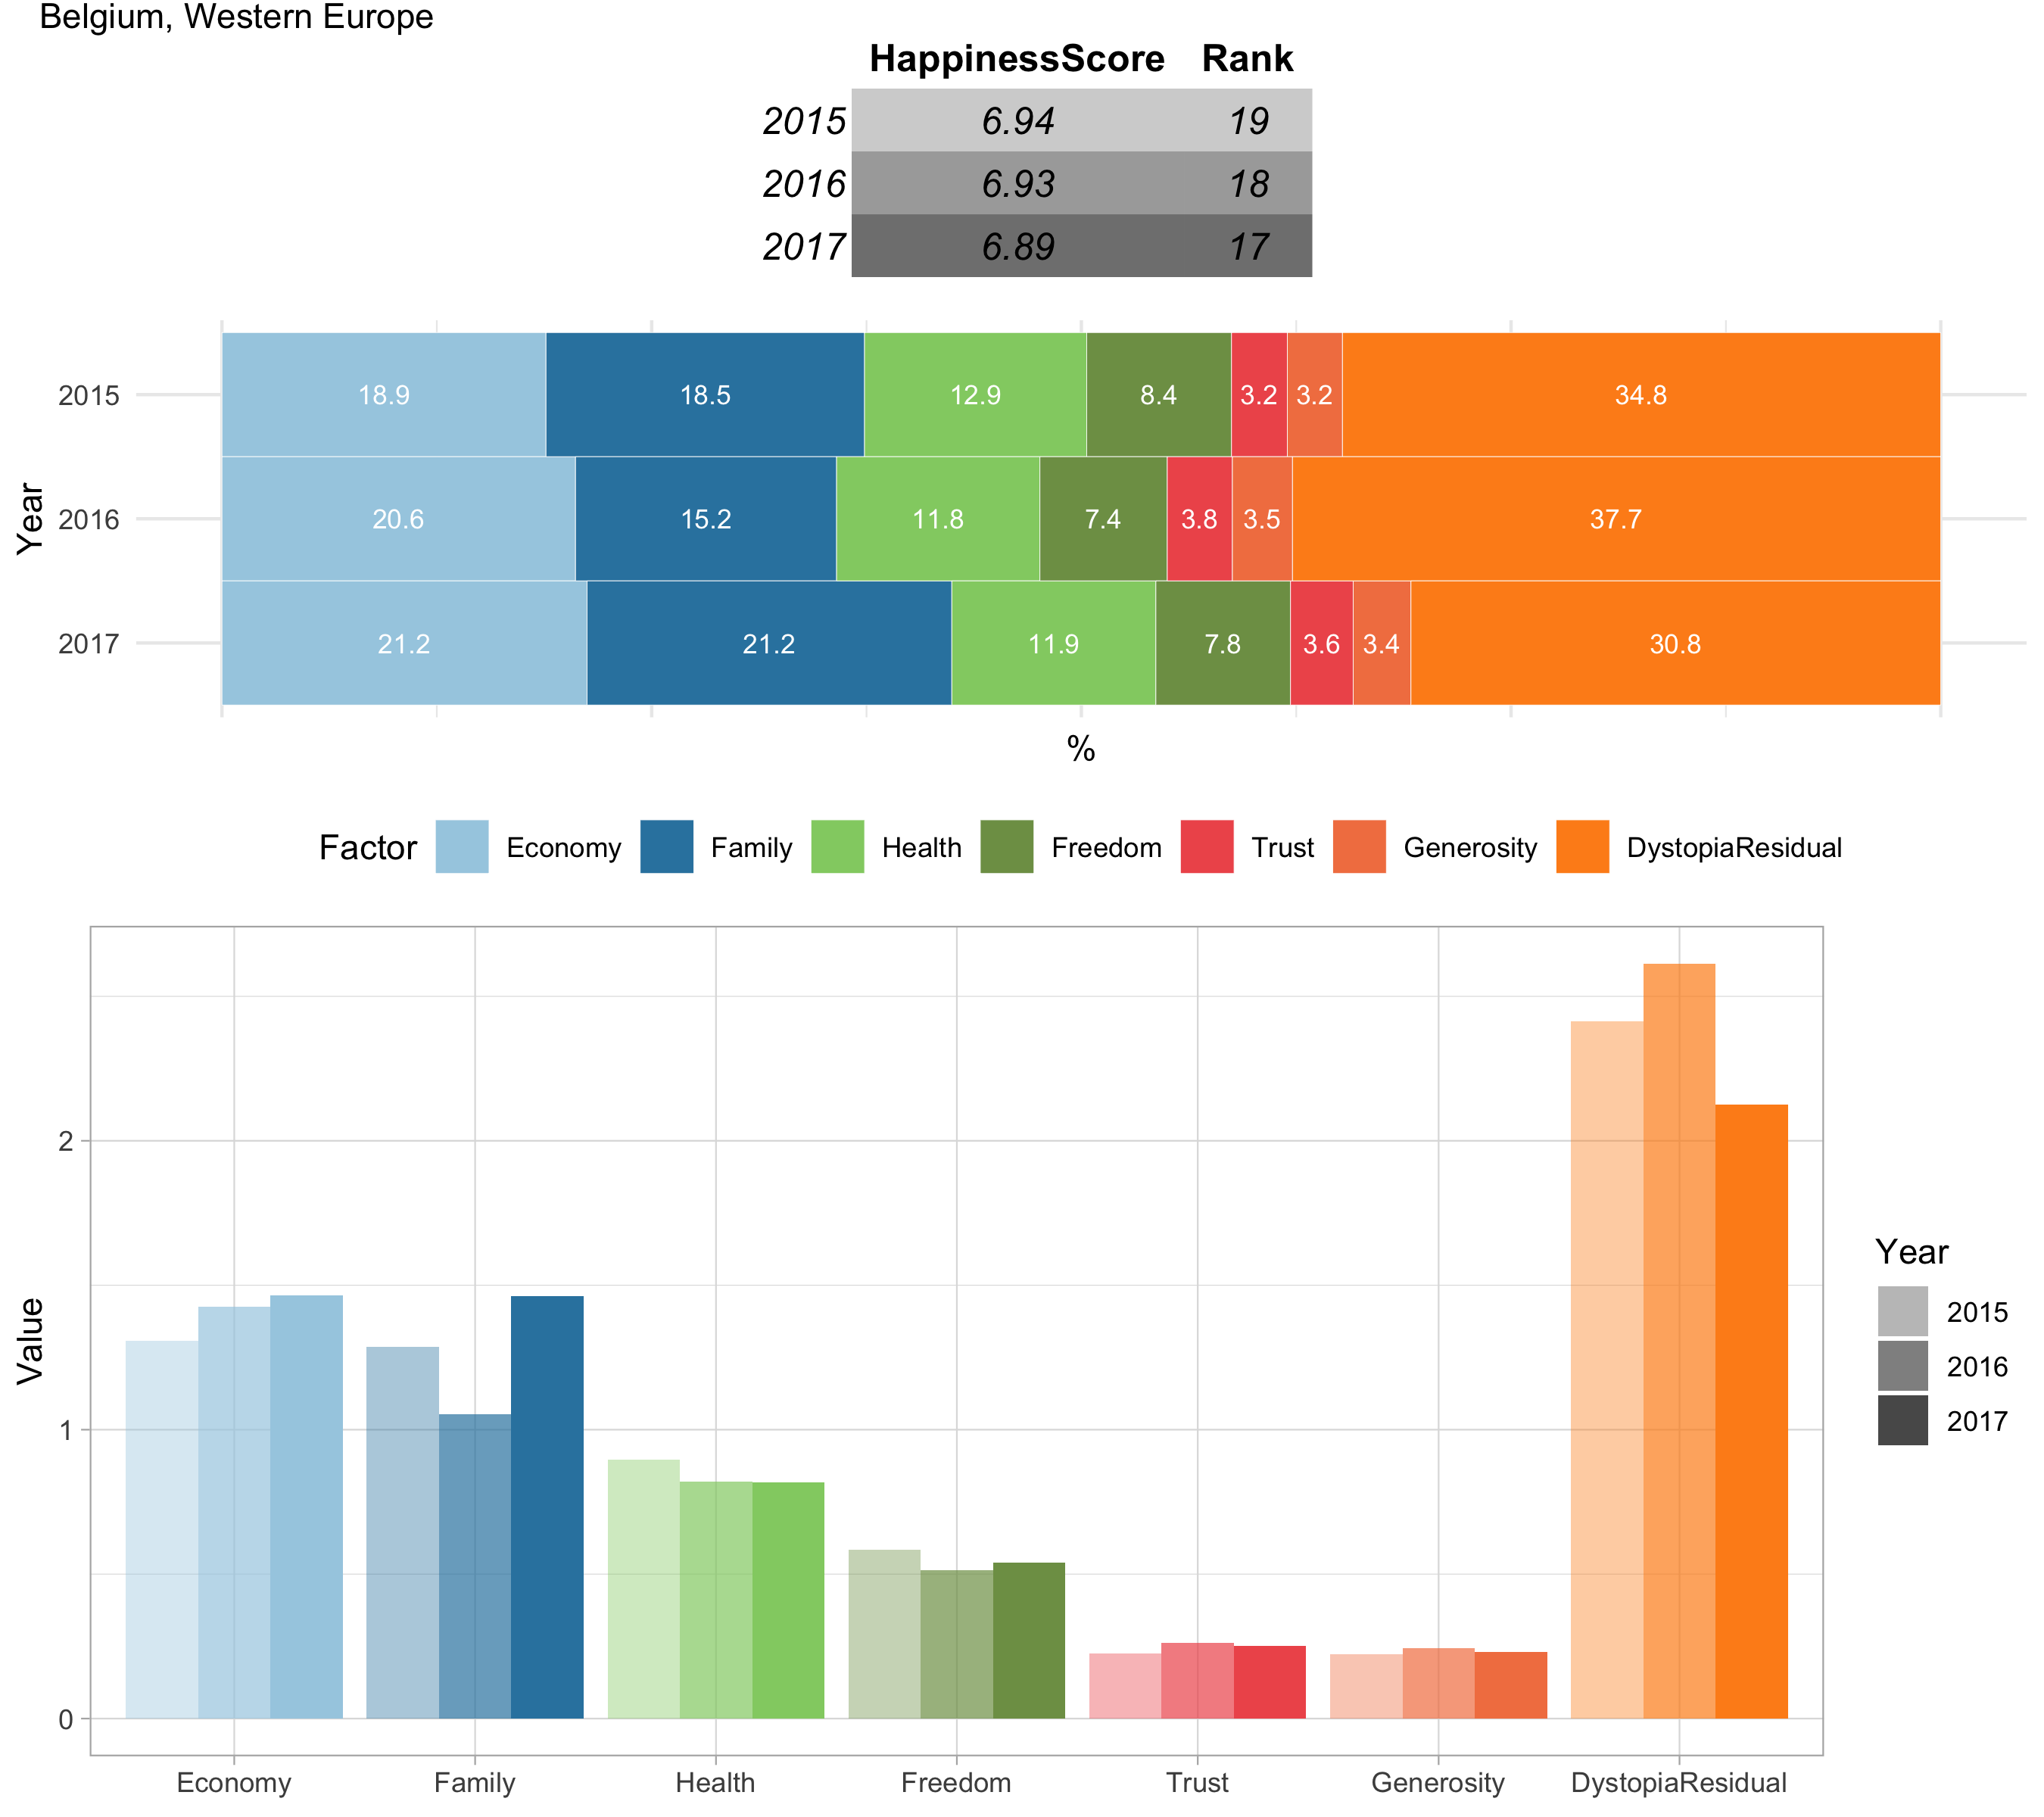 Belgium, Western Europe
HappinessScore Rank
2015 6.94 19
2016 6.93 18
2017 6.89 17
2015 18.9 18.5 12.9 8.4 3.2 3.2 34.8
Year
2016 20.6 15.2 11.8 7.4 3.8 3.5 37.7
2017 21.2 21.2 11.9 7.8 3.6 3.4 30.8
%
Factor Economy Family Health Freedom Trust Generosity DystopiaResidual
2
Value
1
0
Year
2015
2016
2017
Economy Family Health Freedom Trust Generosity DystopiaResidual